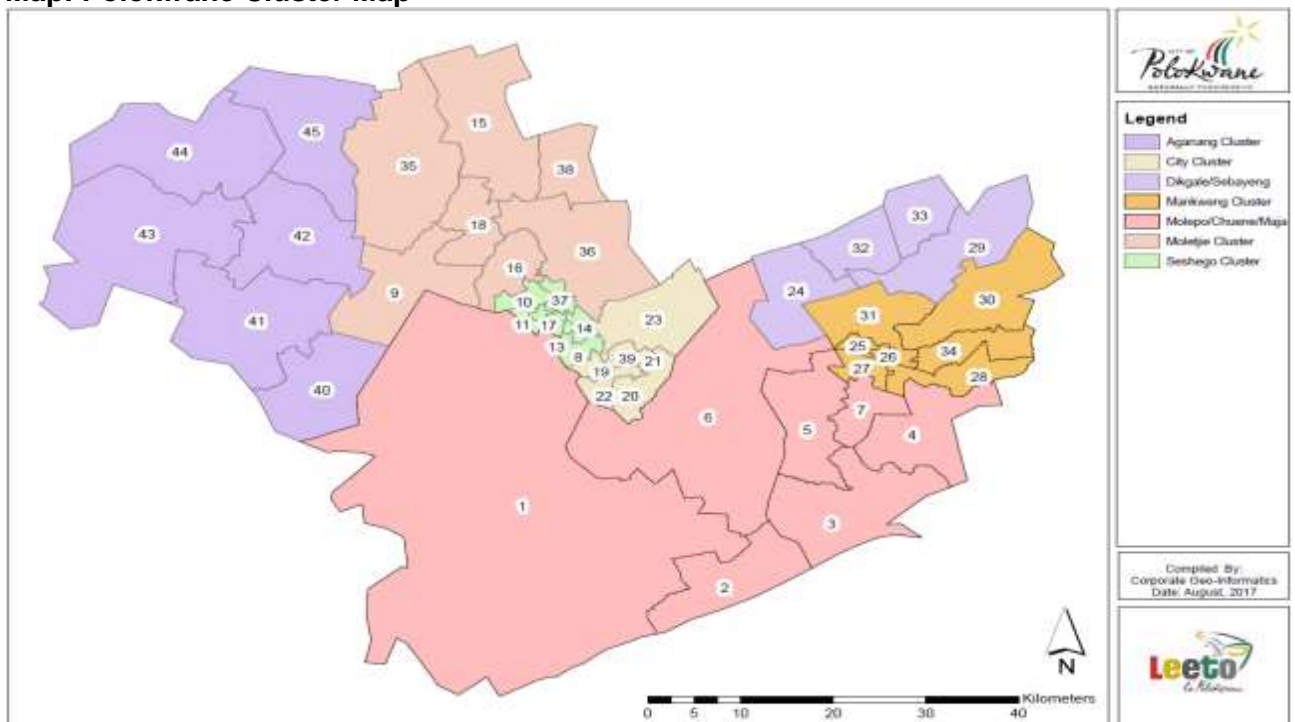 Map: Polokwane Cluster Map
44
45
35
15
38
43
42
18
36
16
9
41
40
10
37
11
17
14
13
8
23
39
21
19
22
20
33
32
29
24
30
31
25
26
34
27
28
6
5
7
4
1
3
2
N
Kilometers
0 5 10 20 30 40
CITY OF
Polokwane
Legend
Aganang Cluster
City Cluster
Dikgale/Sebayeng
Mankweng Cluster
Molepo/Chuene/Maja
Moletjie Cluster
Seshego Cluster
Compiled By:
Corporate Geo-Informatics
Date: August, 2017
Leeto
la Polokwane